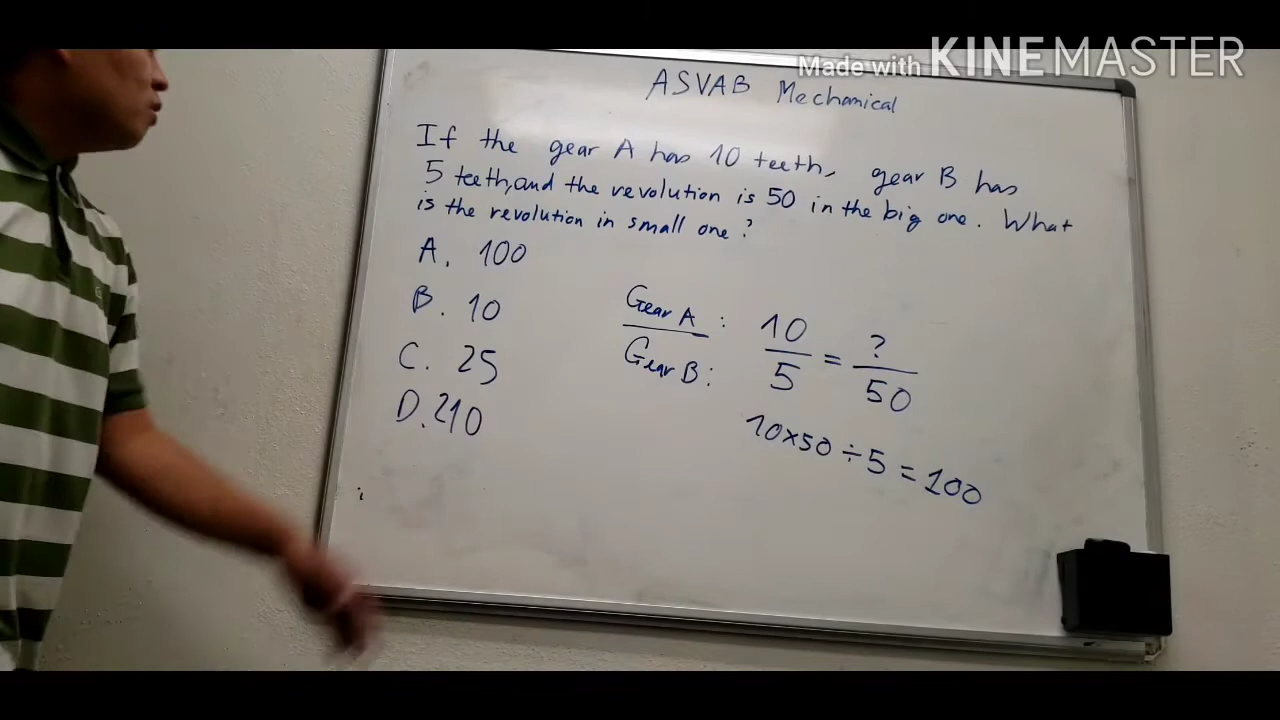 Made with KINEMASTER
ASVAB Mechanical
If the gear A has 10 teeth, gear B has
5 teeth, and the revolution is 50 in the big one. What
is the revolution in small one?
A. 100
B. 10
C. 25
D. 210
Gear A : 10 = ?
Gear B : 5 50
10x50÷5=100